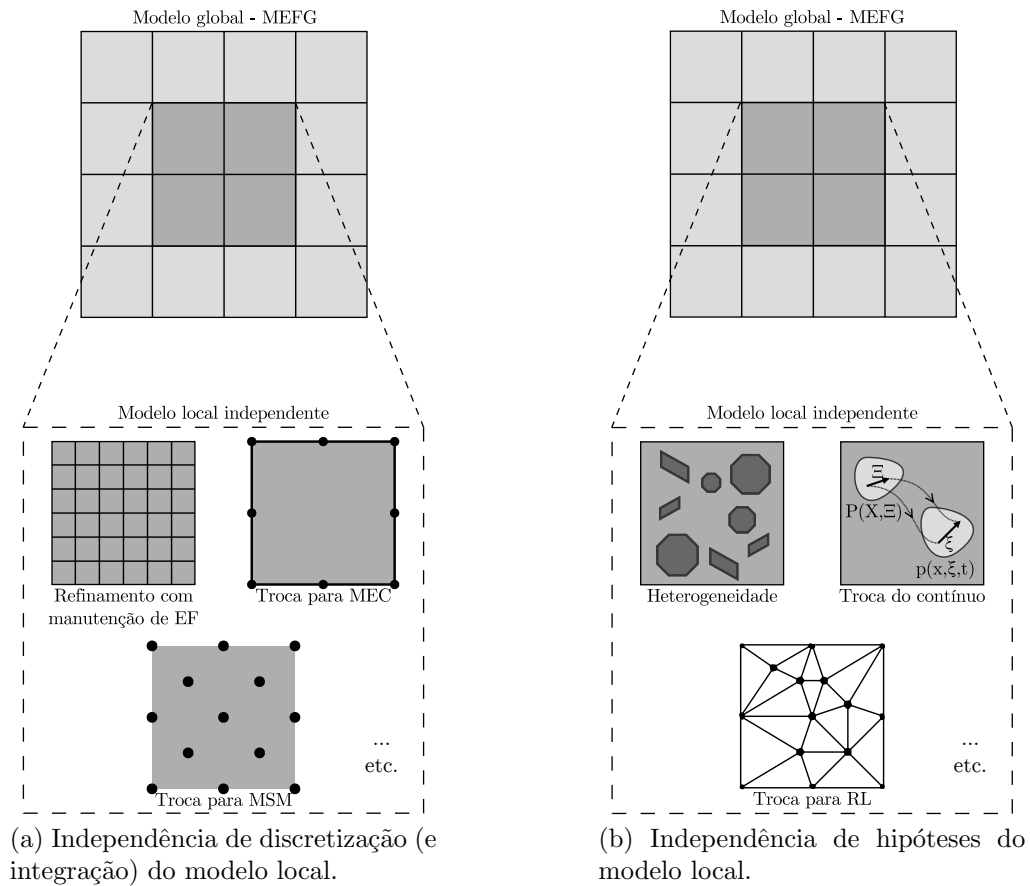 Modelo global - MEFG
Modelo local independente
Refinamento com
manutenção de EF
Troca para MEC
Troca para MSM
...
etc.
(a) Independência de discretização (e
integração) do modelo local.
Modelo global - MEFG
Modelo local independente
Heterogeneidade
Ξ
P(X,Ξ)
ξ
p(x,ξ,t)
Troca do contínuo
Troca para RL
...
etc.
(b) Independência de hipóteses do
modelo local.